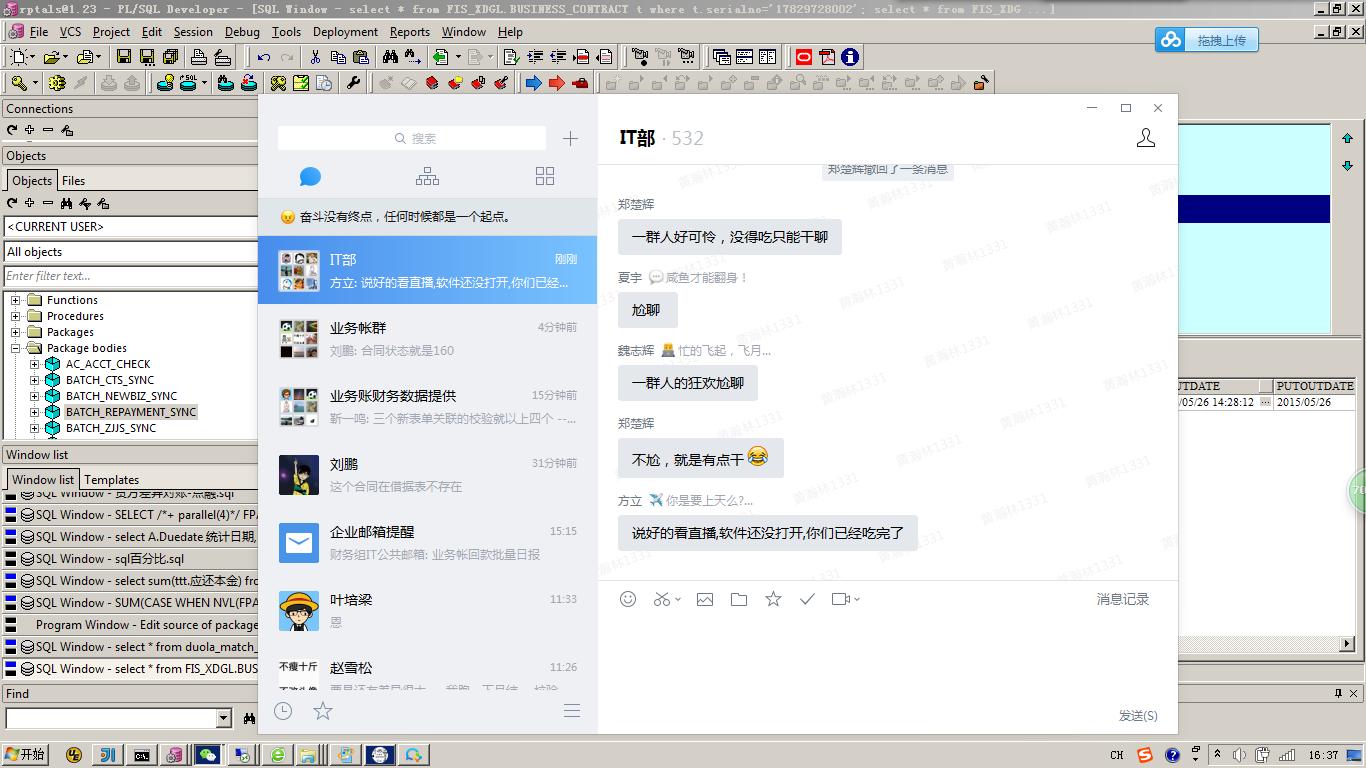 rptals@1.23 - PL/SQL Developer - [SQL Window - select * from FIS_XDGL.BUSINESS_CONTRACT t where t.serialno='17829728002'; select * from FIS_XDG ...]
File VCS Project Edit Session Debug Tools Deployment Reports Window Help
拖拽上传
Connections
Objects
Objects Files
<CURRENT USER>
All objects
Enter filter text...
Functions
Procedures
Packages
Package bodies
AC_ACCT_CHECK
BATCH_CTS_SYNC
BATCH_NEWBIZ_SYNC
BATCH_REPAYMENT_SYNC
BATCH_ZJJS_SYNC
Window list
Window list Templates
SQL Window - SELECT /*+ parallel(4)*/ FPA
SQL Window - select A.Duedate 统计日期,
SQL Window - sql百分比.sql
SQL Window - select sum(ttt.应还本金) fro
SQL Window - SUM(CASE WHEN NVL(FPA
Program Window - Edit source of package
SQL Window - select * from duola_match_
SQL Window - select * from FIS_XDGL.BUS
Find
搜索
奋斗没有终点，任何时候都是一个起点。
IT部 刚刚
方立: 说好的看直播,软件还没打开,你们已经...
业务帐群 4分钟前
刘鹏: 合同状态就是160
业务账财务数据提供 15分钟前
靳一鸣: 三个新表单关联的校验就以上四个 --...
刘鹏 31分钟前
这个合同在借据表不存在
企业邮箱提醒 15:15
财务组IT公共邮箱: 业务帐回款批量日报
叶培梁 11:33
恩
赵雪松 11:26
不瘦十斤
IT部 · 532
郑楚辉撤回了一条消息
郑楚辉
一群人好可怜，没得吃只能干聊
夏宇 咸鱼才能翻身！
尬聊
魏志辉 忙的飞起，飞月...
一群人的狂欢尬聊
郑楚辉
不尬，就是有点干
方立 你是要上天么?...
说好的看直播,软件还没打开,你们已经吃完了
黄瀚林1331
消息记录
发送(S)
UTDATE PUTOUTDATE
/05/26 14:28:12 ... 2015/05/26
70
开始
CH
16:37